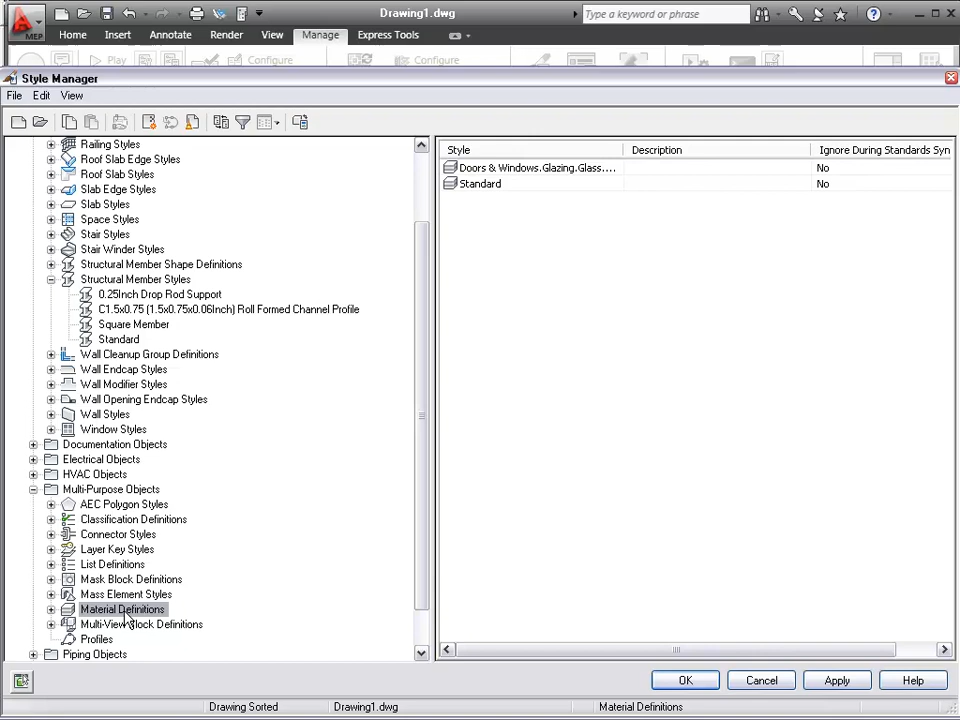 Drawing1.dwg
Type a keyword or phrase
MEP
Home Insert Annotate Render View Manage Express Tools
Play Configure Configure
Style Manager
File Edit View
Railing Styles
Roof Slab Edge Styles
Roof Slab Styles
Slab Edge Styles
Slab Styles
Space Styles
Stair Styles
Stair Winder Styles
Structural Member Shape Definitions
Structural Member Styles
0.25Inch Drop Rod Support
C1.5x0.75 (1.5x0.75x0.06Inch) Roll Formed Channel Profile
Square Member
Standard
Wall Cleanup Group Definitions
Wall Endcap Styles
Wall Modifier Styles
Wall Opening Endcap Styles
Wall Styles
Window Styles
Documentation Objects
Electrical Objects
HVAC Objects
Multi-Purpose Objects
AEC Polygon Styles
Classification Definitions
Connector Styles
Layer Key Styles
List Definitions
Mask Block Definitions
Mass Element Styles
Material Definitions
Multi-View Block Definitions
Profiles
Piping Objects
Style Description Ignore During Standards Syn
Doors & Windows.Glazing.Glass.... No
Standard No
OK Cancel Apply Help
Drawing Sorted Drawing1.dwg Material Definitions